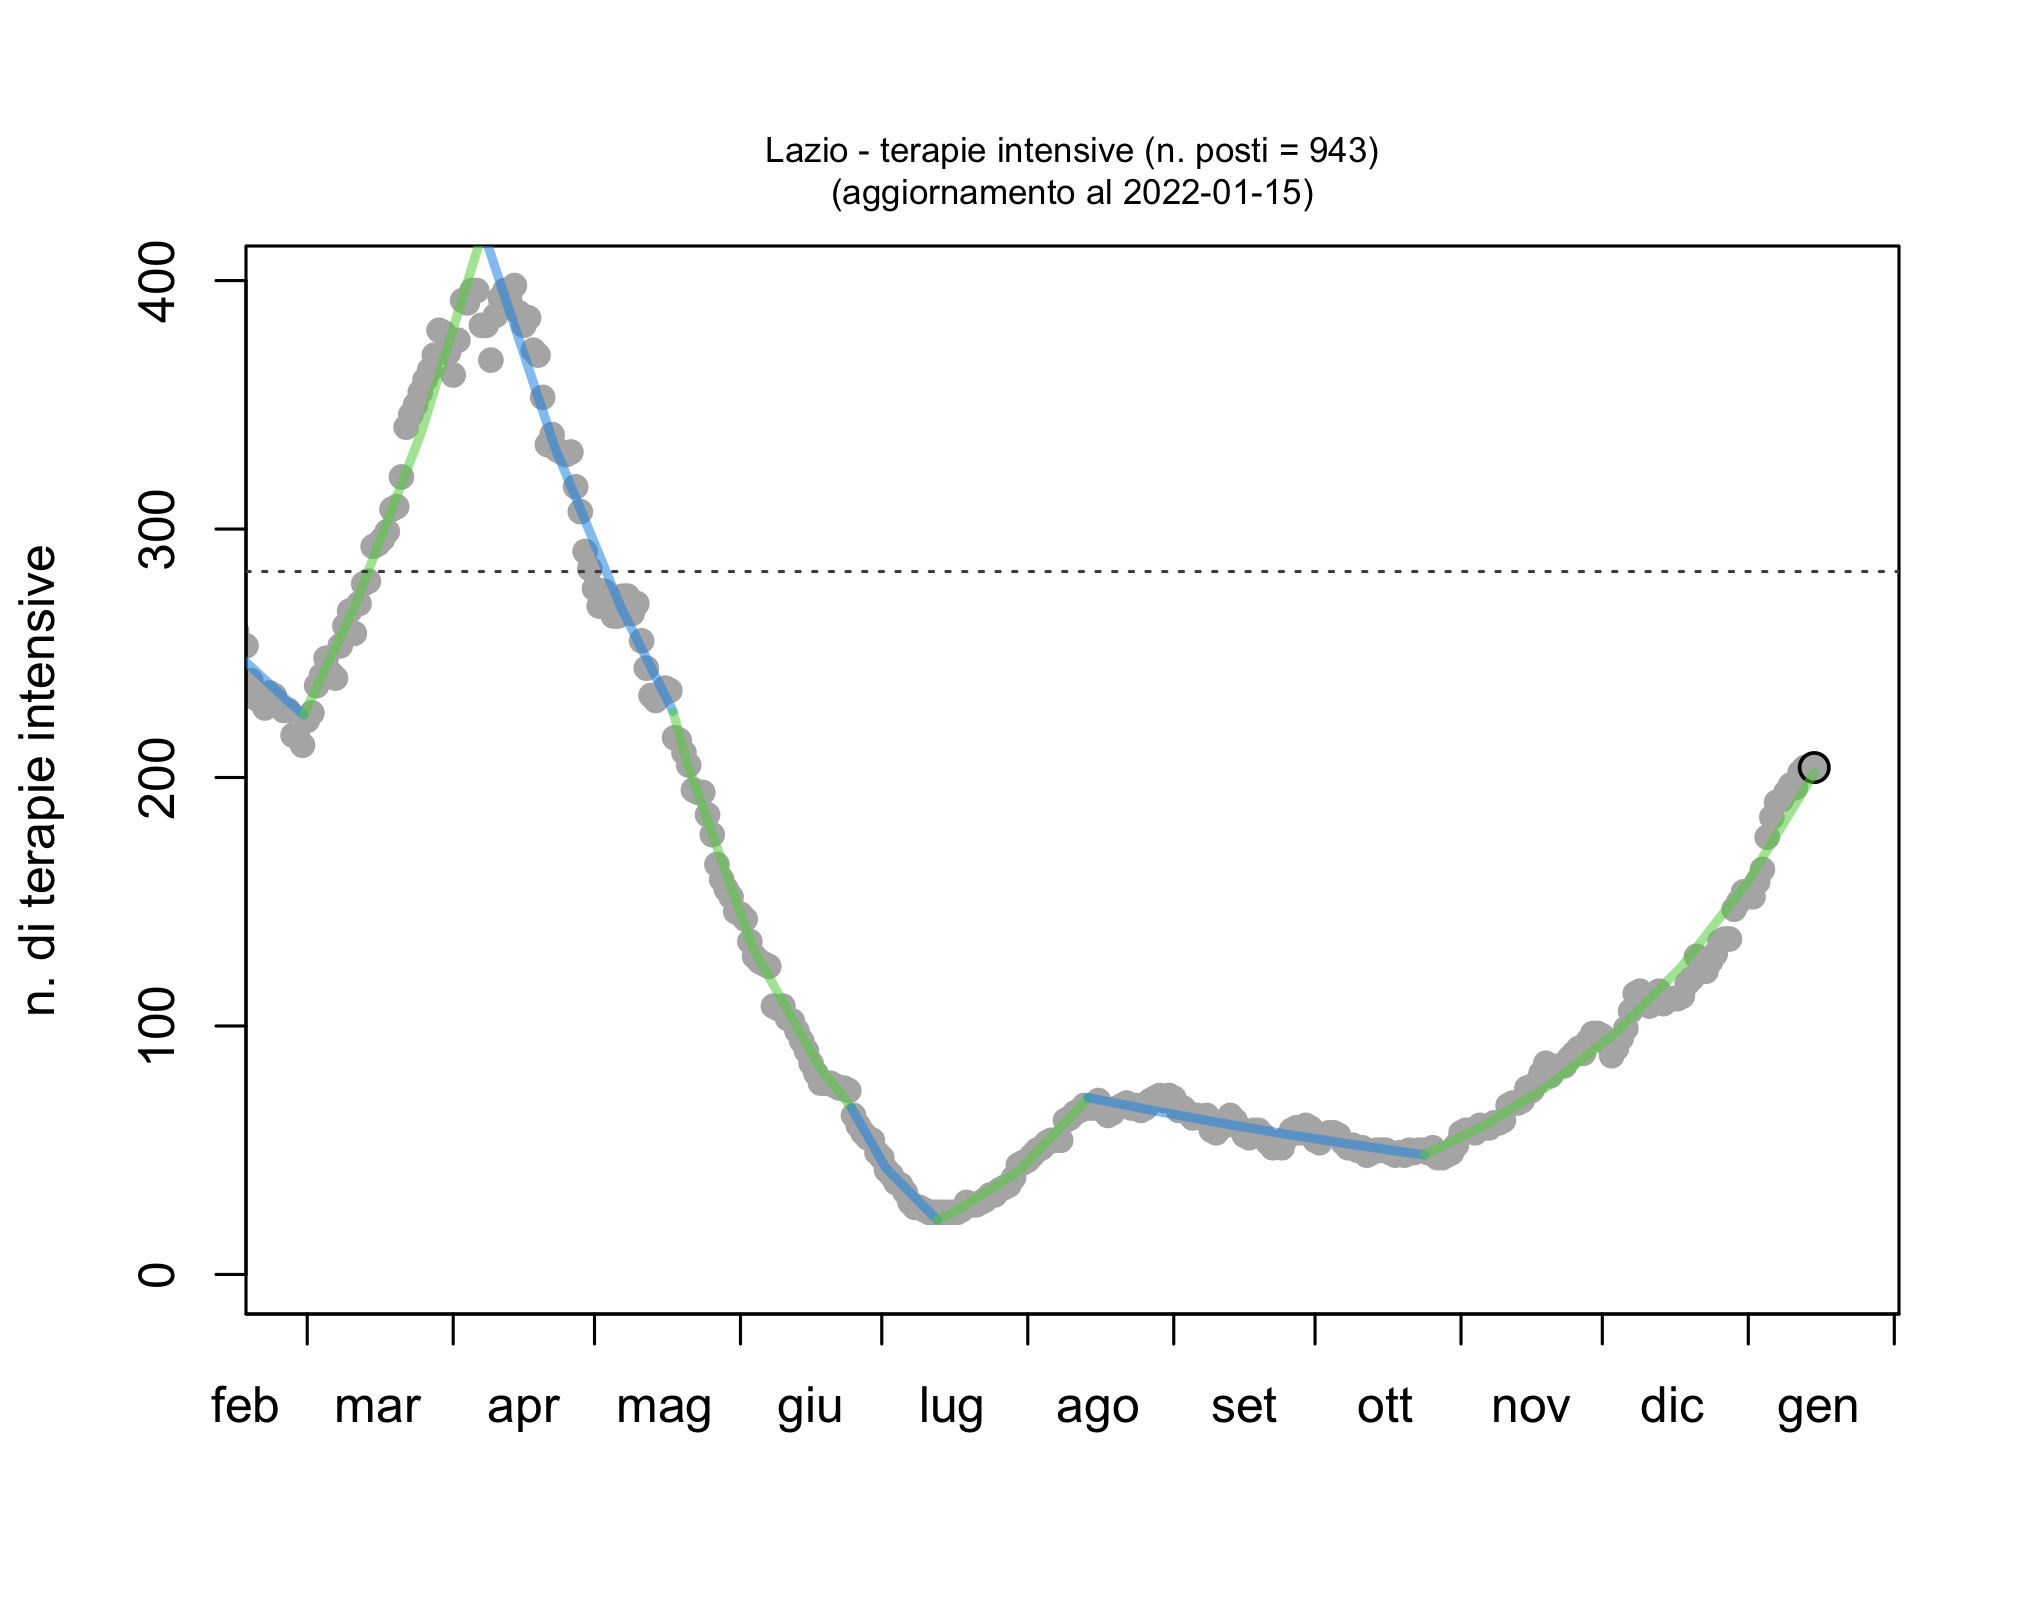 Lazio - terapie intensive (n. posti = 943)
(aggiornamento al 2022-01-15)
n. di terapie intensive
400
300
200
100
0
feb mar apr mag giu lug ago set ott nov dic gen